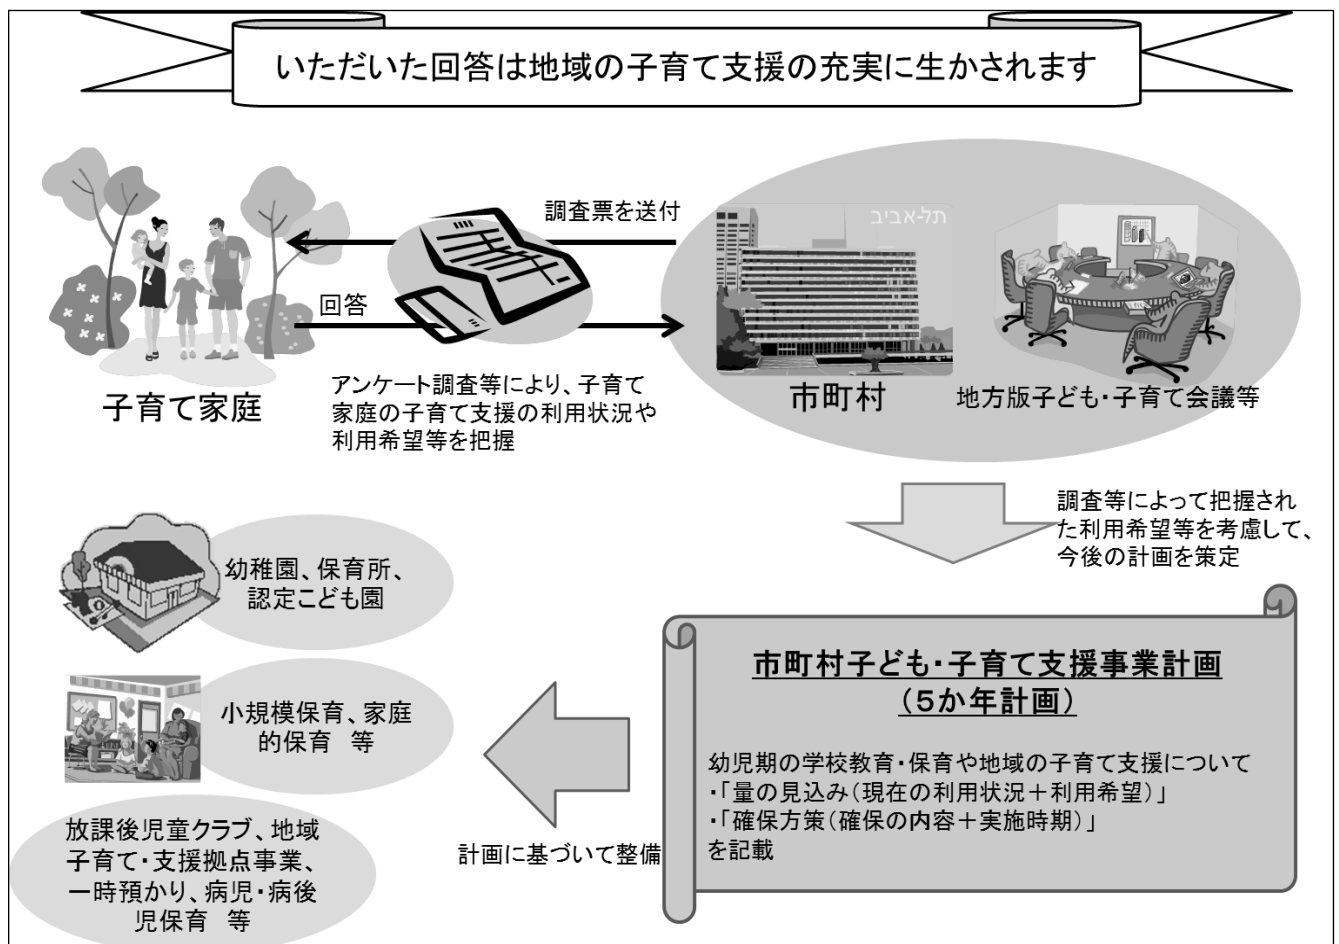 いただいた回答は地域の子育て支援の充実に生かされます
調査票を送付
回答
תל-אביב
子育て家庭
アンケート調査等により、子育て
家庭の子育て支援の利用状況や
利用希望等を把握
市町村
地方版子ども・子育て会議等
調査等によって把握され
た利用希望等を考慮して、
今後の計画を策定
幼稚園、保育所、
認定こども園
小規模保育、家庭
的保育　等
放課後児童クラブ、地域
子育て・支援拠点事業、
一時預かり、病児・病後
児保育　等
計画に基づいて整備
市町村子ども・子育て支援事業計画
（５か年計画）
幼児期の学校教育・保育や地域の子育て支援について
・「量の見込み（現在の利用状況＋利用希望）」
・「確保方策（確保の内容＋実施時期）」
を記載